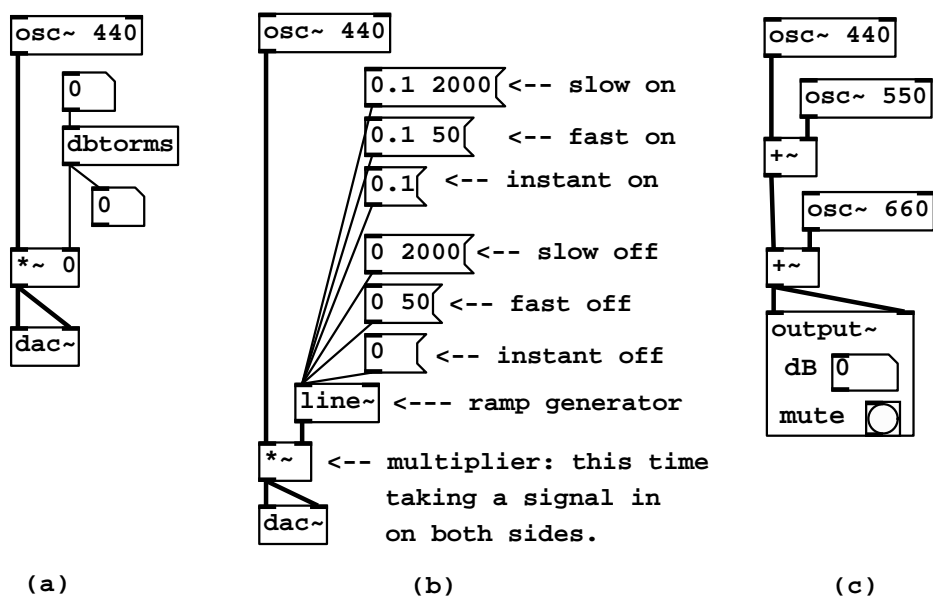 osc~ 440
0
dbtorms
0
*~ 0
dac~
(a)
osc~ 440
0.1 2000 <-- slow on
0.1 50 <-- fast on
0.1 <-- instant on
0 2000 <-- slow off
0 50 <-- fast off
0 <-- instant off
line~ <--- ramp generator
*~ <-- multiplier: this time
taking a signal in
dac~ on both sides.
(b)
osc~ 440
osc~ 550
+~
osc~ 660
+~
output~
dB 0
mute
(c)